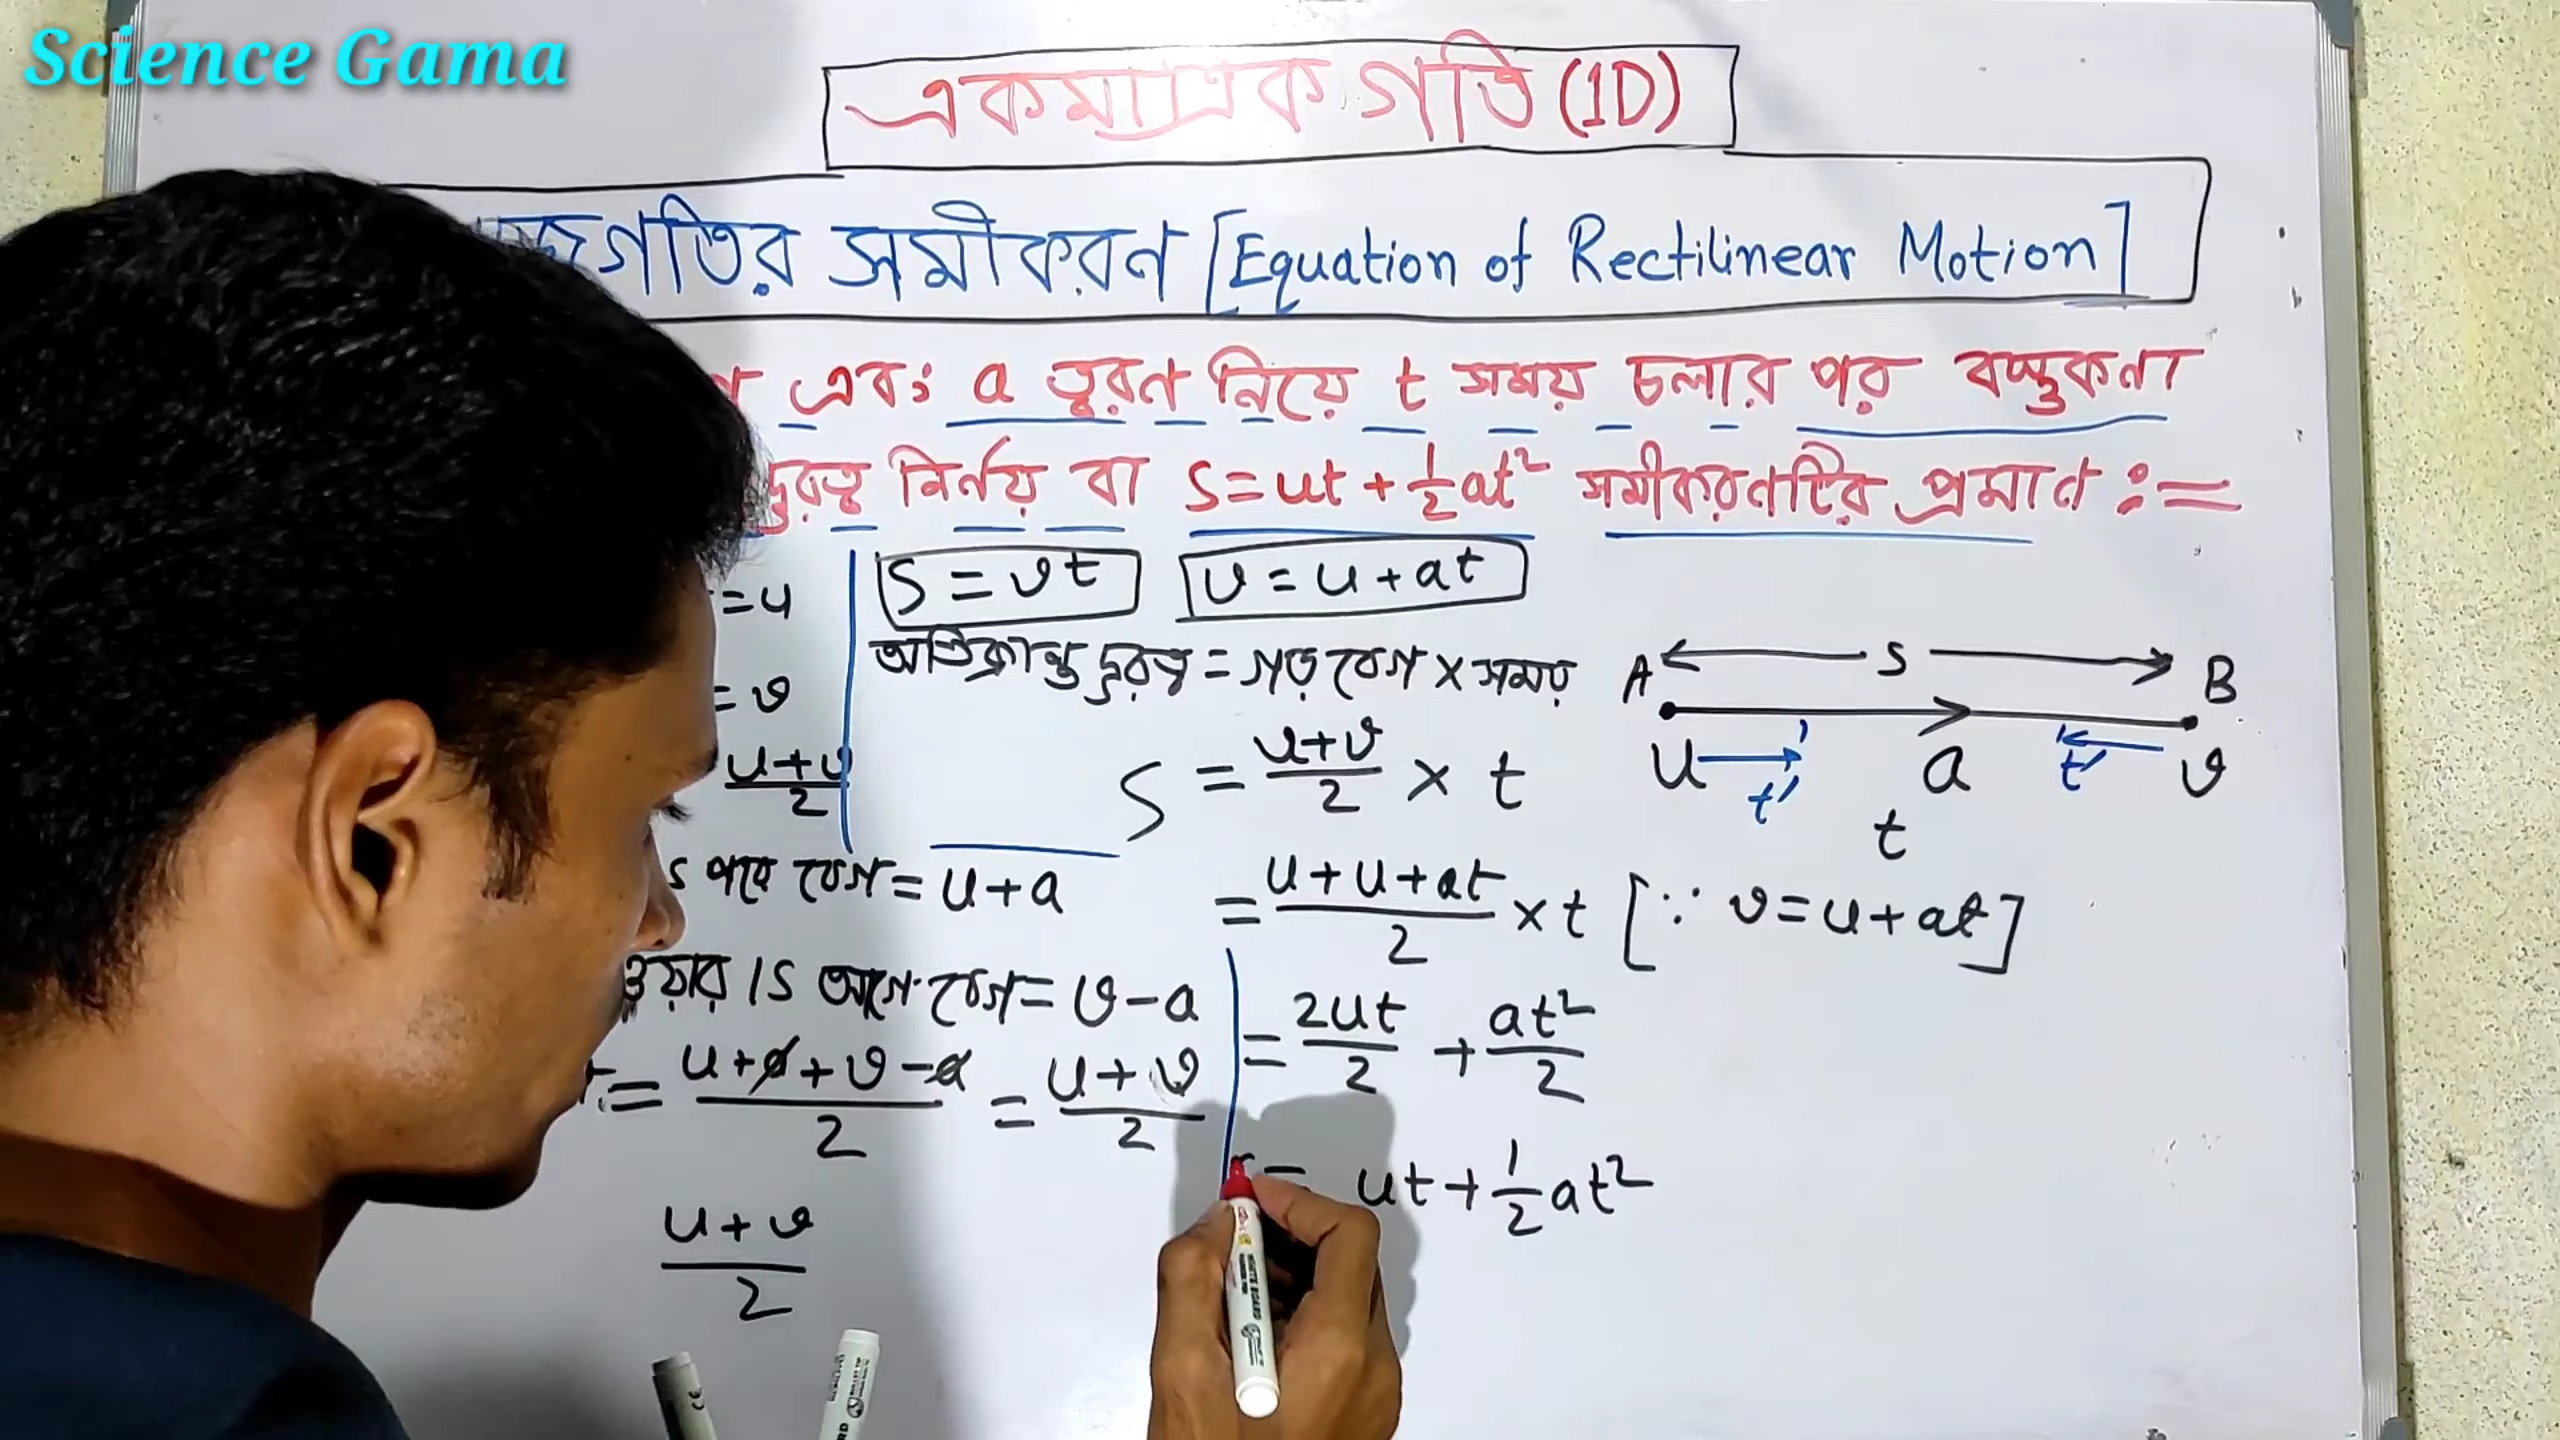 Science Gama
একমাত্রিক গতি (1D)
গতির সমীকরণ [Equation of Rectilinear Motion]
এবং a ত্বরণ নিয়ে t সময় চলার পর বস্তুকণা
দূরত্ব নির্ণয় বা S=ut+½at² সমীকরণটির প্রমাণ :=
=u
S=vt v=u+at
অতিক্রান্ত দূরত্ব = গড় বেগ × সময়
A S B
=v
u+v/2
S = u+v/2 × t
u t' a t' v
t
S পরে বেগ = u+a
= u+u+at/2 × t [∵ v=u+at]
1S আগে বেগ = v-a
= 2ut/2 + at²/2
= u+a+v-a/2 = u+v/2
= ut+½at²
u+v/2